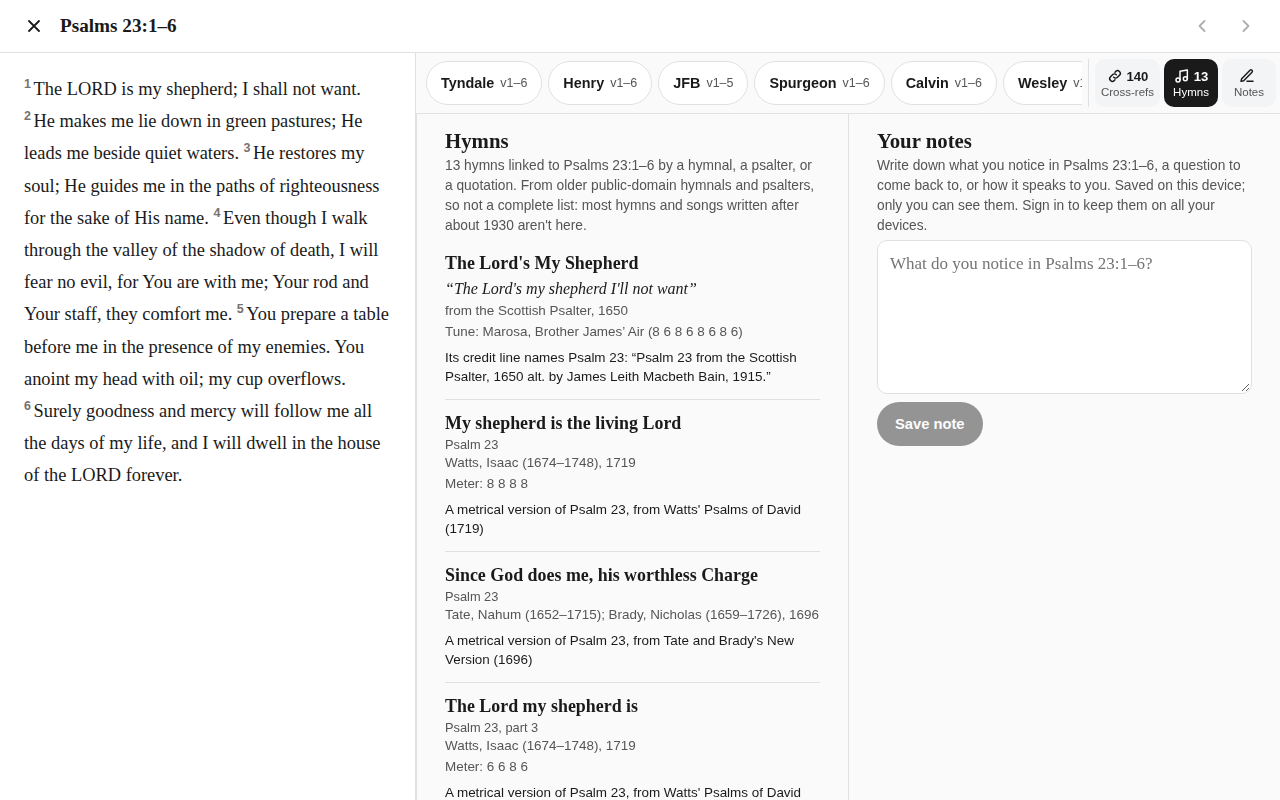 Psalms 23:1–6
1 The LORD is my shepherd; I shall not want.
2 He makes me lie down in green pastures; He
leads me beside quiet waters. 3 He restores my
soul; He guides me in the paths of righteousness
for the sake of His name. 4 Even though I walk
through the valley of the shadow of death, I will
fear no evil, for You are with me; Your rod and
Your staff, they comfort me. 5 You prepare a table
before me in the presence of my enemies. You
anoint my head with oil; my cup overflows.
6 Surely goodness and mercy will follow me all
the days of my life, and I will dwell in the house
of the LORD forever.
Tyndale v1–6
Henry v1–6
JFB v1–5
Spurgeon v1–6
Calvin v1–6
Wesley
140
Cross-refs
13
Hymns
Notes
Hymns
13 hymns linked to Psalms 23:1–6 by a hymnal, a psalter, or
a quotation. From older public-domain hymnals and psalters,
so not a complete list: most hymns and songs written after
about 1930 aren't here.
The Lord's My Shepherd
“The Lord's my shepherd I'll not want”
from the Scottish Psalter, 1650
Tune: Marosa, Brother James’ Air (8 6 8 6 8 6 8 6)
Its credit line names Psalm 23: “Psalm 23 from the Scottish
Psalter, 1650 alt. by James Leith Macbeth Bain, 1915.”
My shepherd is the living Lord
Psalm 23
Watts, Isaac (1674–1748), 1719
Meter: 8 8 8 8
A metrical version of Psalm 23, from Watts' Psalms of David
(1719)
Since God does me, his worthless Charge
Psalm 23
Tate, Nahum (1652–1715); Brady, Nicholas (1659–1726), 1696
A metrical version of Psalm 23, from Tate and Brady's New
Version (1696)
The Lord my shepherd is
Psalm 23, part 3
Watts, Isaac (1674–1748), 1719
Meter: 6 6 8 6
A metrical version of Psalm 23, from Watts' Psalms of David
Your notes
Write down what you notice in Psalms 23:1–6, a question to
come back to, or how it speaks to you. Saved on this device;
only you can see them. Sign in to keep them on all your
devices.
What do you notice in Psalms 23:1–6?
Save note